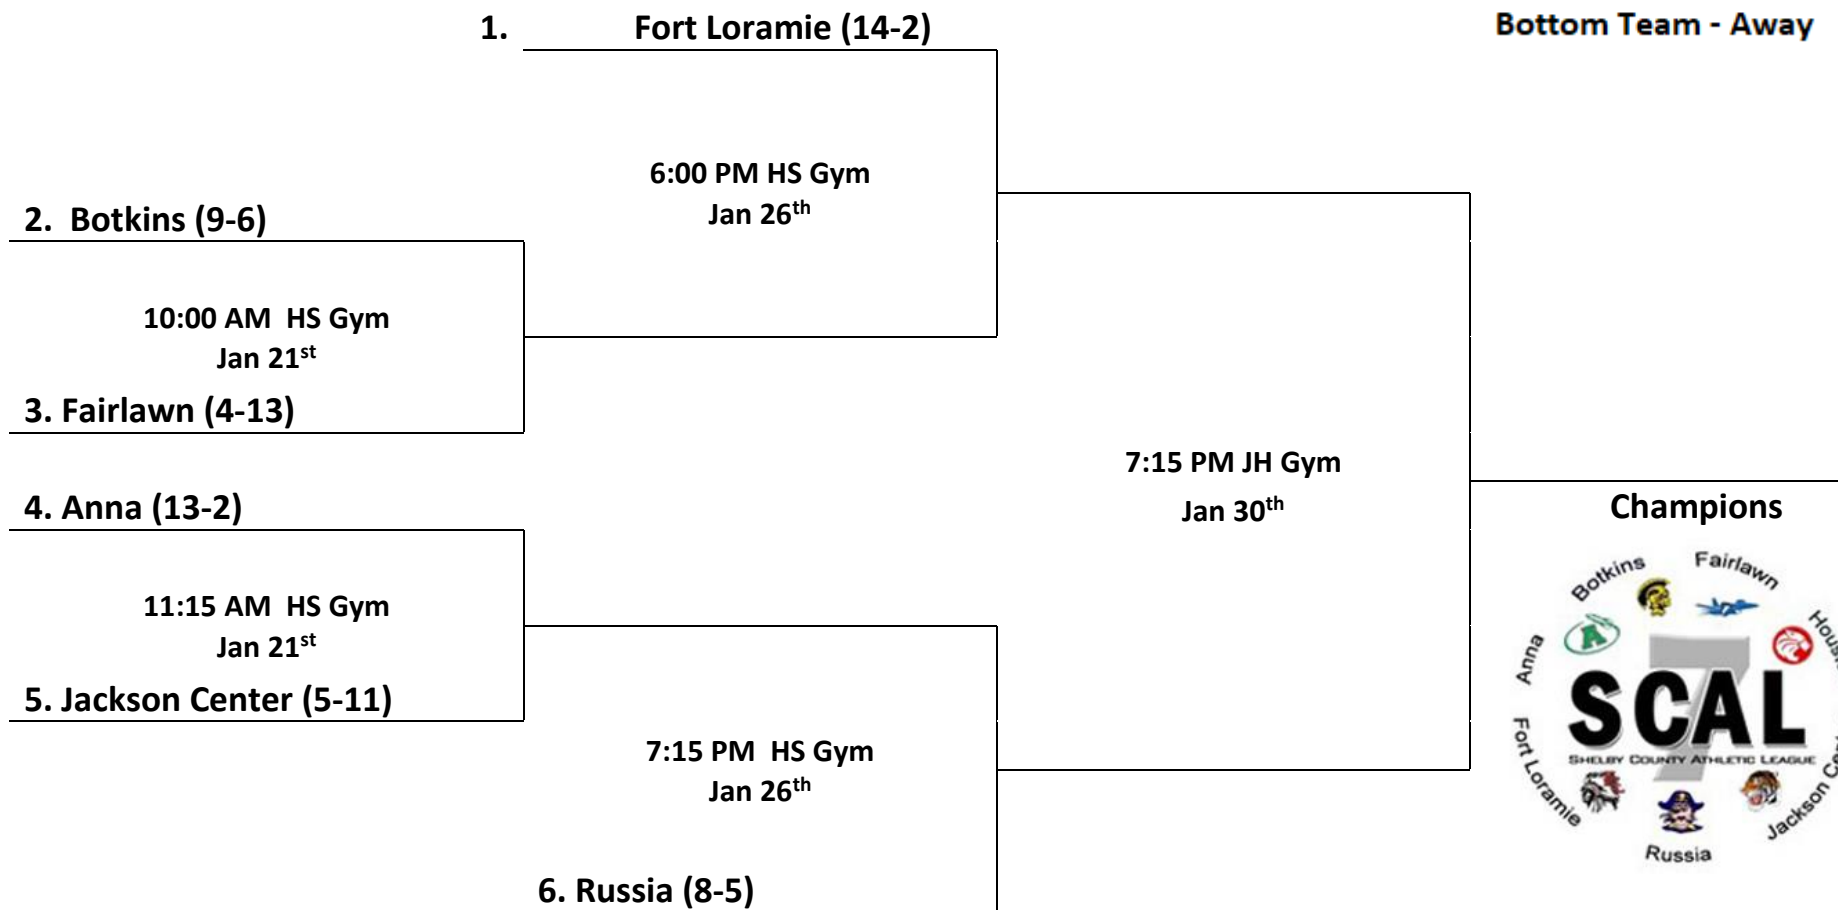 1. Fort Loramie (14-2)
Bottom Team - Away
6:00 PM HS Gym
Jan 26th
2. Botkins (9-6)
10:00 AM HS Gym
Jan 21st
3. Fairlawn (4-13)
7:15 PM JH Gym
Jan 30th
4. Anna (13-2)
Champions
11:15 AM HS Gym
Jan 21st
5. Jackson Center (5-11)
7:15 PM HS Gym
Jan 26th
6. Russia (8-5)
Botkins
Fairlawn
Anna
A
7
SCAL
SHELBY COUNTY ATHLETIC LEAGUE
Fort Loramie
Jackson
Russia